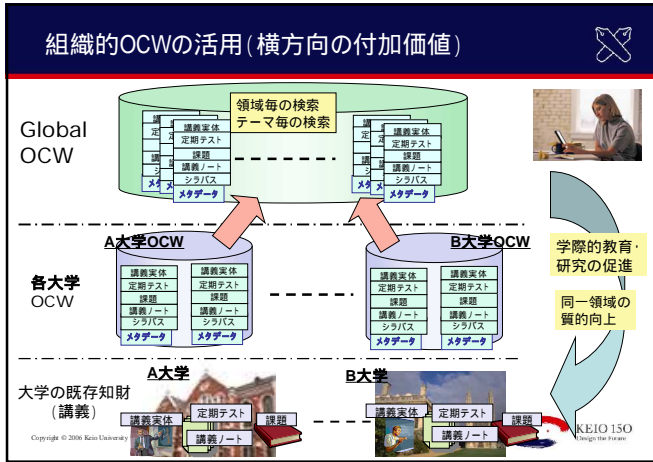 組織的OCWの活用(横方向の付加価値)
Global
OCW
領域毎の検索
テーマ毎の検索
講義実体
定期テスト
課題
講義ノート
シラバス
メタデータ
講義実体
定期テスト
課題
講義ノート
シラバス
メタデータ
A大学OCW
B大学OCW
学際的教育・
研究の促進
同一領域の
質的向上
各大学
OCW
講義実体
定期テスト
課題
講義ノート
シラバス
メタデータ
講義実体
定期テスト
課題
講義ノート
シラバス
メタデータ
講義実体
定期テスト
課題
講義ノート
シラバス
メタデータ
講義実体
定期テスト
課題
講義ノート
シラバス
メタデータ
大学の既存知財
(講義)
A大学
講義実体
定期テスト
課題
講義ノート
B大学
講義実体
定期テスト
課題
講義ノート
Copyright © 2006 Keio University
KEIO 150
Design the Future